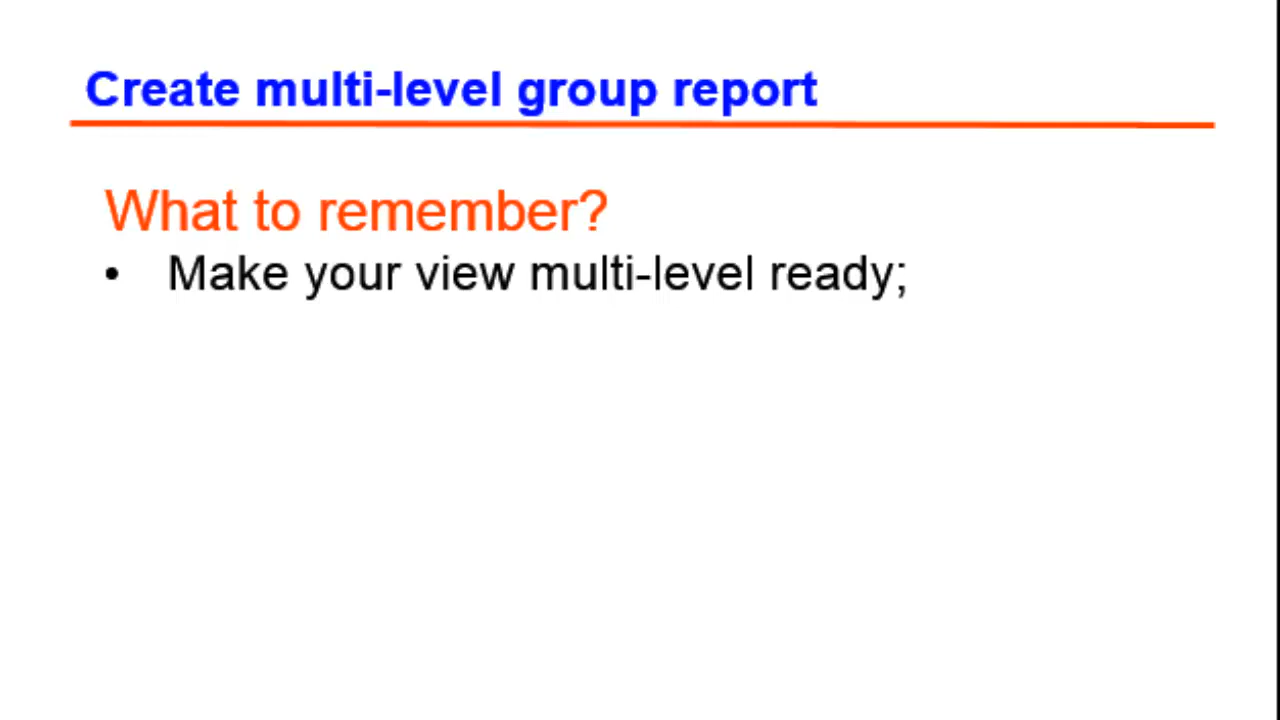 Create multi-level group report
What to remember?
• Make your view multi-level ready;